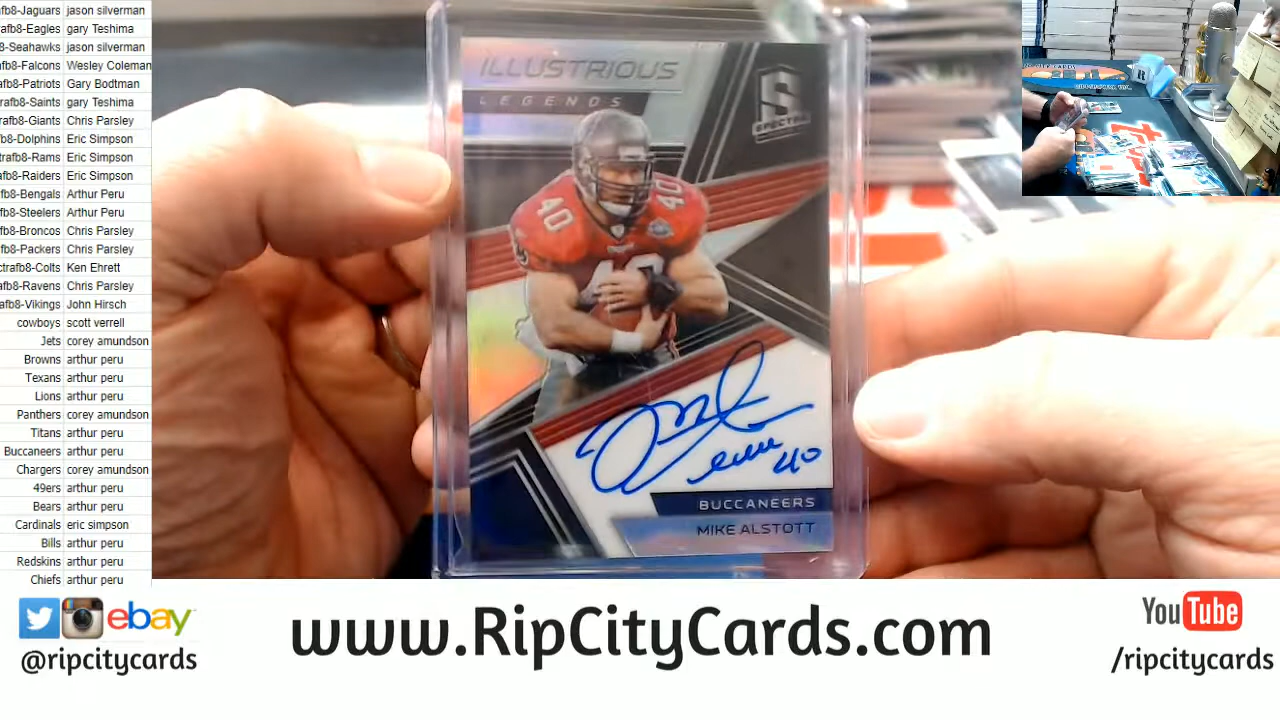 afb8-Jaguars jason silverman
afb8-Eagles gary Teshima
8-Seahawks jason silverman
afb8-Falcons Wesley Coleman
afb8-Patriots Gary Bodtman
rafb8-Saints gary Teshima
afb8-Giants Chris Parsley
fb8-Dolphins Eric Simpson
trafb8-Rams Eric Simpson
afb8-Raiders Eric Simpson
afb8-Bengals Arthur Peru
fb8-Steelers Arthur Peru
fb8-Broncos Chris Parsley
fb8-Packers Chris Parsley
ctrafb8-Colts Ken Ehrett
afb8-Ravens Chris Parsley
afb8-Vikings John Hirsch
cowboys scott verrell
Jets corey amundson
Browns arthur peru
Texans arthur peru
Lions arthur peru
Panthers corey amundson
Titans arthur peru
Buccaneers arthur peru
Chargers corey amundson
49ers arthur peru
Bears arthur peru
Cardinals eric simpson
Bills arthur peru
Redskins arthur peru
Chiefs arthur peru
ILLUSTRIOUS
LEGENDS
S
SPECTRA
40 40
40
40
BUCCANEERS
MIKE ALSTOTT
ebay
@ripcitycards
www.RipCityCards.com
YouTube
/ripcitycards